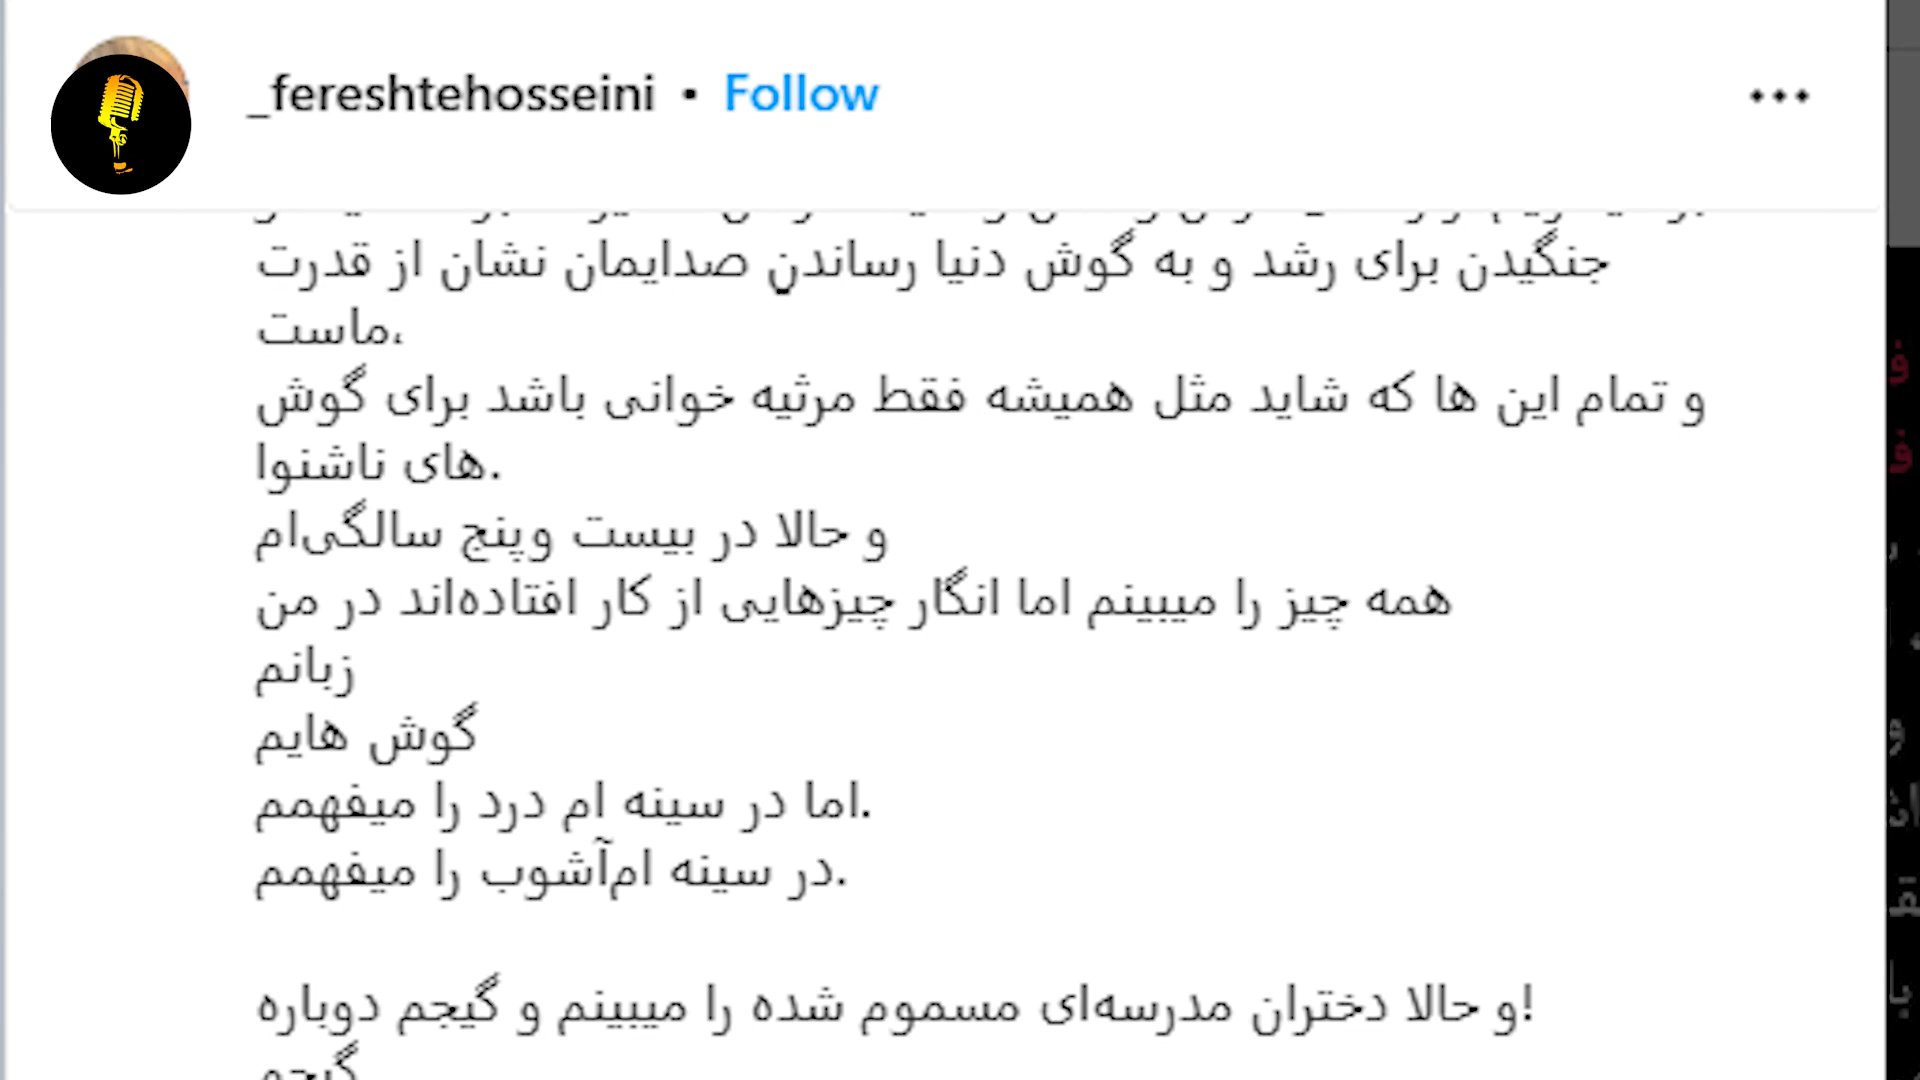 _fereshtehosseini • Follow
جنگیدن برای رشد و به گوش دنیا رساندنِ صدایمان نشان از قدرت
ماست،
و تمام این ها که شاید مثل همیشه فقط مرثیه خوانی باشد برای گوش
های ناشنوا.
و حالا در بیست وپنج سالگی‌ام
همه چیز را میبینم اما انگار چیزهایی از کار افتاده‌اند در من
زبانم
گوش هایم
اما در سینه ام درد را میفهمم.
در سینه ام‌آشوب را میفهمم.
و حالا دختران مدرسه‌ای مسموم شده را میبینم و گیجم دوباره!
گیجم